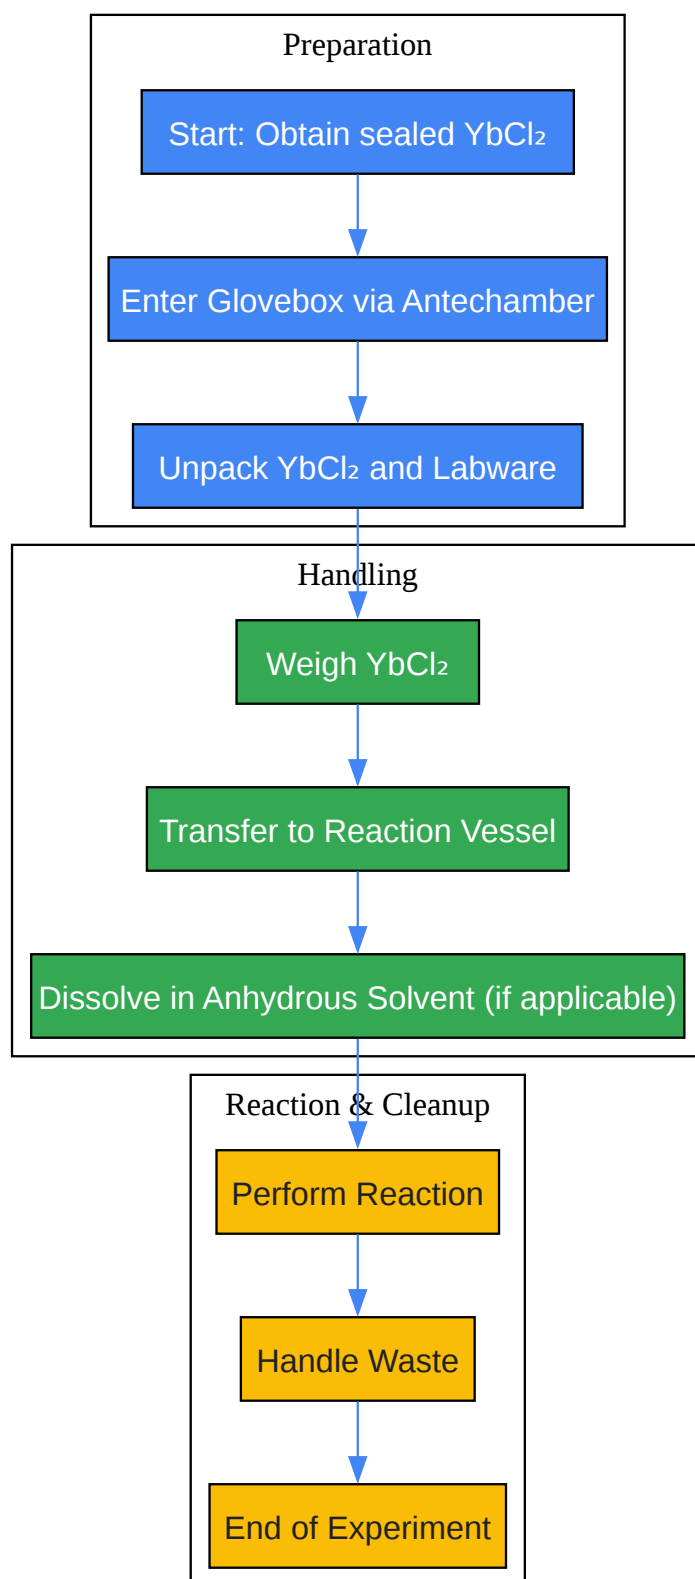 Preparation
Start: Obtain sealed YbCl₂
Enter Glovebox via Antechamber
Unpack YbCl₂ and Labware
Handling
Weigh YbCl₂
Transfer to Reaction Vessel
Dissolve in Anhydrous Solvent (if applicable)
Reaction & Cleanup
Perform Reaction
Handle Waste
End of Experiment